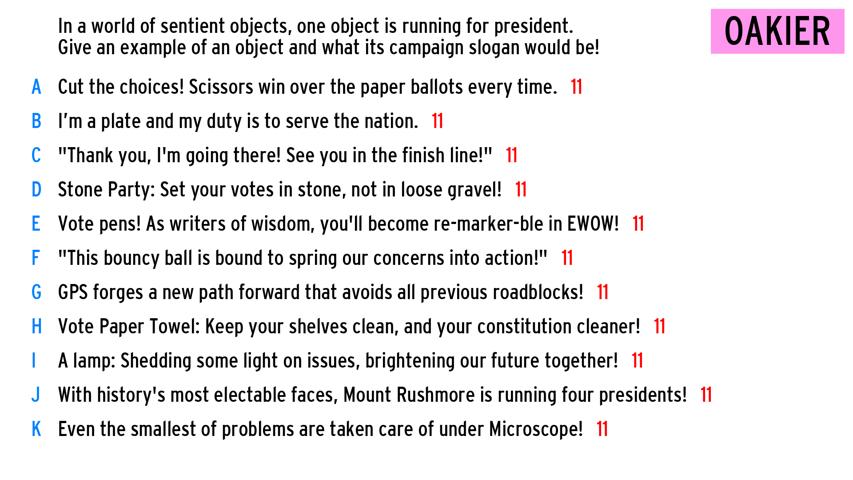 In a world of sentient objects, one object is running for president.
Give an example of an object and what its campaign slogan would be!
OAKIER
A Cut the choices! Scissors win over the paper ballots every time. 11
B I'm a plate and my duty is to serve the nation. 11
C "Thank you, I'm going there! See you in the finish line!" 11
D Stone Party: Set your votes in stone, not in loose gravel! 11
E Vote pens! As writers of wisdom, you'll become re-marker-ble in EWOW! 11
F "This bouncy ball is bound to spring our concerns into action!" 11
G GPS forges a new path forward that avoids all previous roadblocks! 11
H Vote Paper Towel: Keep your shelves clean, and your constitution cleaner! 11
I A lamp: Shedding some light on issues, brightening our future together! 11
J With history's most electable faces, Mount Rushmore is running four presidents! 11
K Even the smallest of problems are taken care of under Microscope! 11